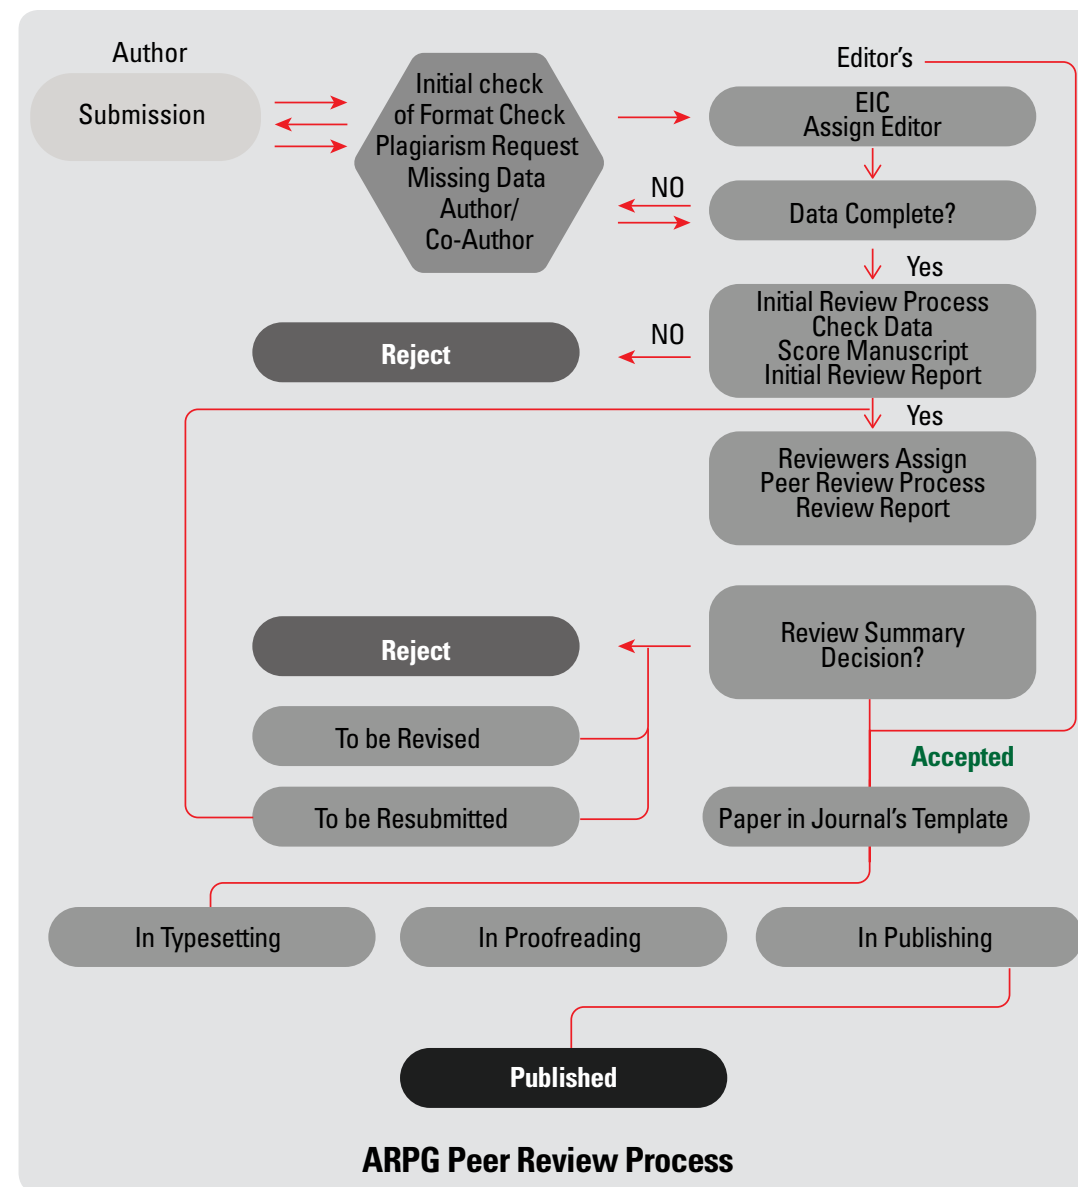 Author
Editor's
Submission
Initial check
of Format Check
Plagiarism Request
Missing Data
Author/
Co-Author
EIC
Assign Editor
NO
Data Complete?
Yes
Initial Review Process
Check Data
Score Manuscript
Initial Review Report
NO
Reject
Yes
Reviewers Assign
Peer Review Process
Review Report
Review Summary
Decision?
Reject
To be Revised
Accepted
To be Resubmitted
Paper in Journal's Template
In Typesetting
In Proofreading
In Publishing
Published
ARPG Peer Review Process